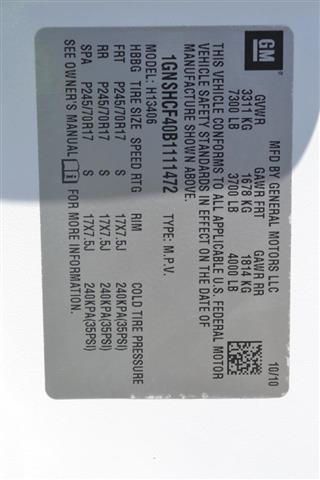 GM MFD BY GENERAL MOTORS LLC 10/10
GVWR GAWR FRT GAWR RR
3311 KG 1678 KG 1814 KG
7300 LB 3700 LB 4000 LB
THIS VEHICLE CONFORMS TO ALL APPLICABLE U.S. FEDERAL MOTOR
VEHICLE SAFETY STANDARDS IN EFFECT ON THE DATE OF
MANUFACTURE SHOWN ABOVE.
1GNSHCF40B1111472 TYPE: M.P.V.
MODEL: H13406
HBBG TIRE SIZE SPEED RTG RIM COLD TIRE PRESSURE
FRT P245/70R17 S 17X7.5J 240KPA(35PSI)
RR P245/70R17 S 17X7.5J 240KPA(35PSI)
SPA P245/70R17 S 17X7.5J 240KPA(35PSI)
SEE OWNER'S MANUAL FOR MORE INFORMATION.